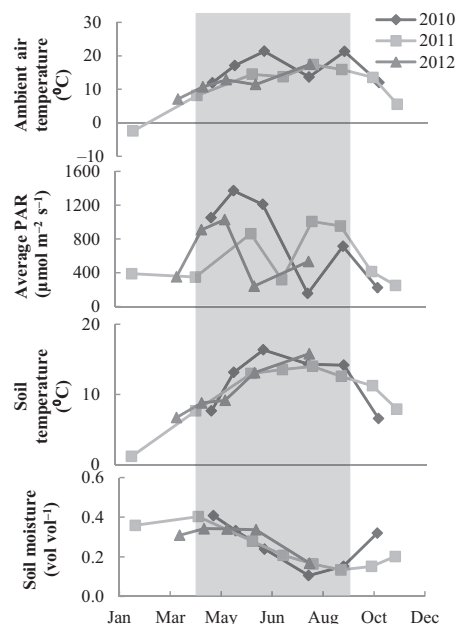 2010
2011
2012
Ambient air
temperature
(⁰C)
30
20
10
0
–10
Average PAR
(µmol m⁻² s⁻¹)
1600
1200
800
400
0
Soil
temperature
(⁰C)
20
10
0
Soil moisture
(vol vol⁻¹)
0.6
0.4
0.2
0.0
Jan Mar May Jun Aug Oct Dec